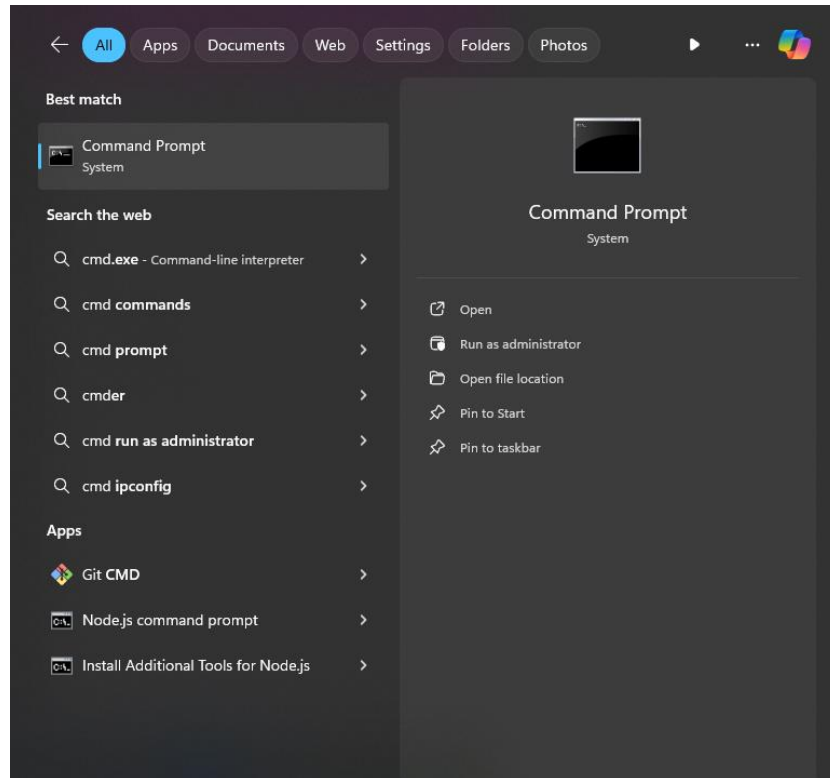 All Apps Documents Web Settings Folders Photos
Best match
Command Prompt
System
Search the web
cmd.exe - Command-line interpreter
cmd commands
cmd prompt
cmder
cmd run as administrator
cmd ipconfig
Apps
Git CMD
Node.js command prompt
Install Additional Tools for Node.js
Command Prompt
System
Open
Run as administrator
Open file location
Pin to Start
Pin to taskbar